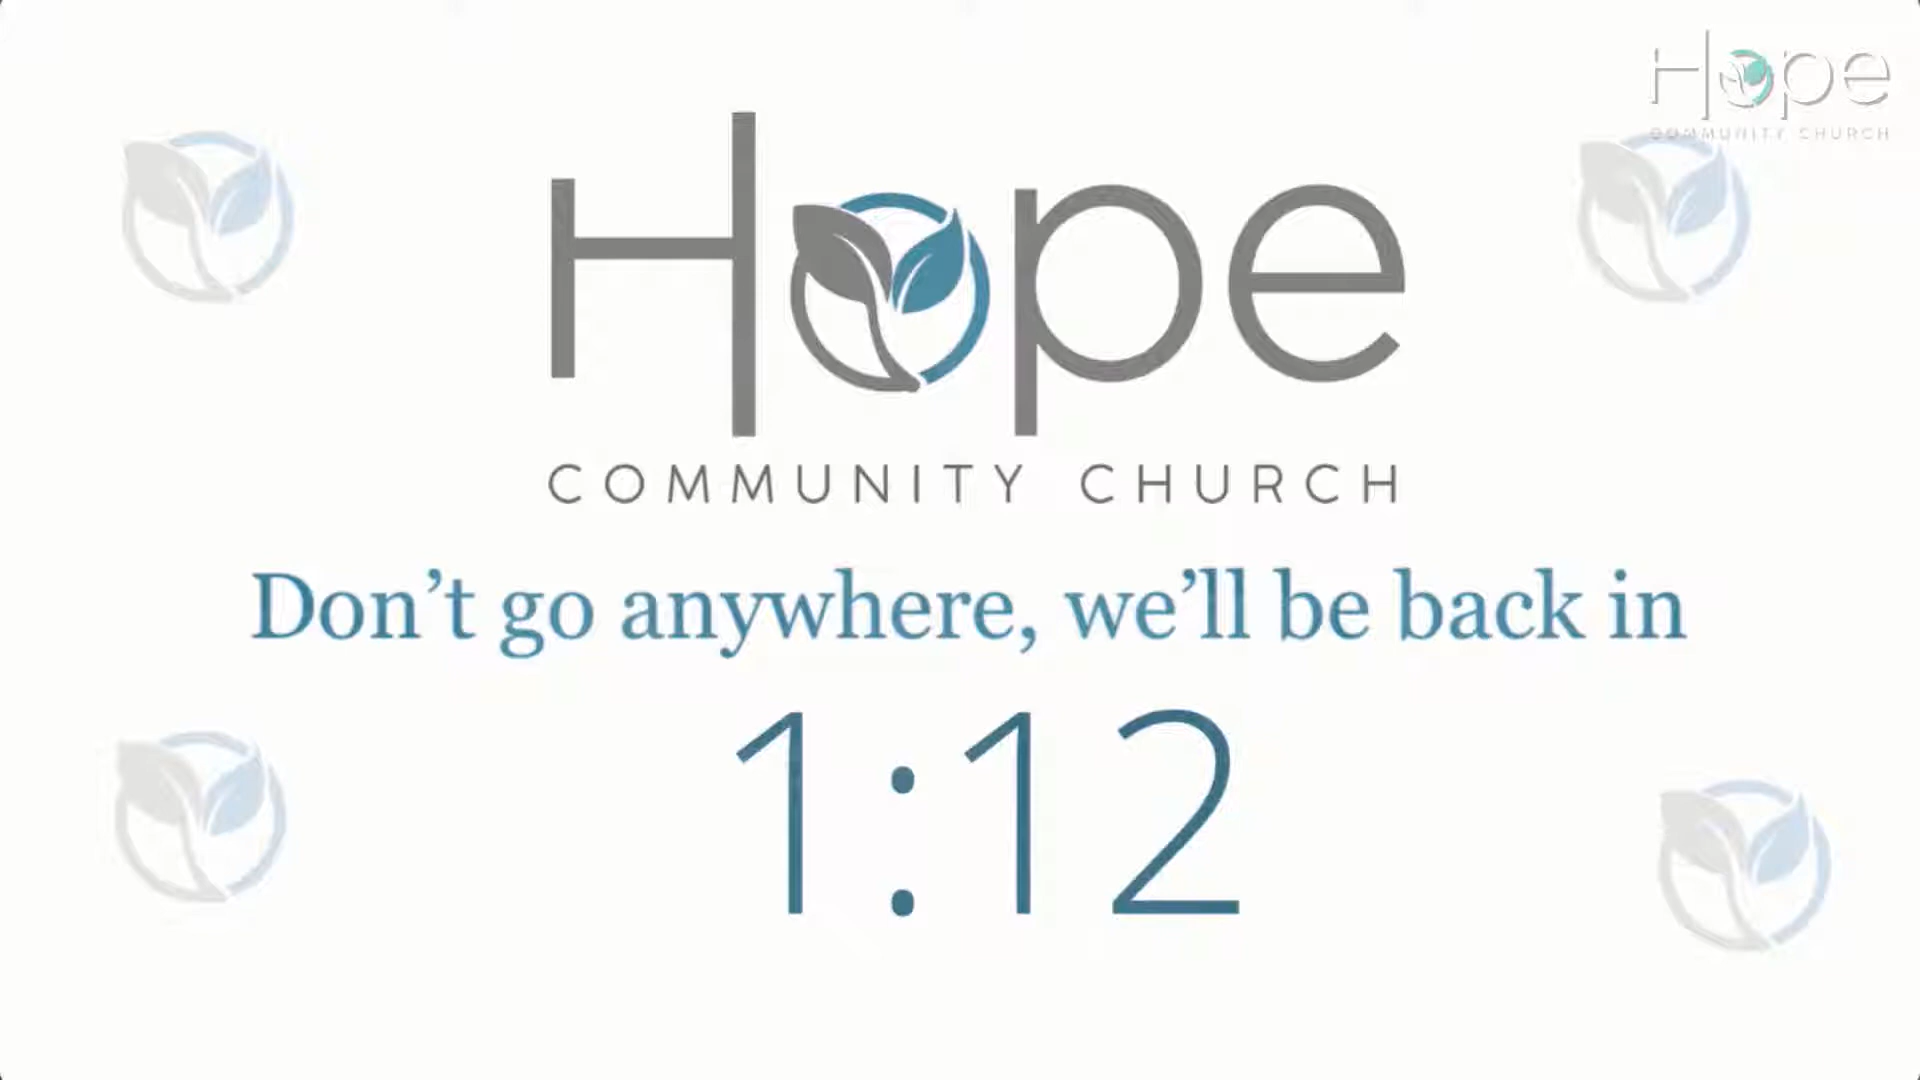 Hope
COMMUNITY CHURCH
Hope
COMMUNITY CHURCH
Don’t go anywhere, we’ll be back in
1:12